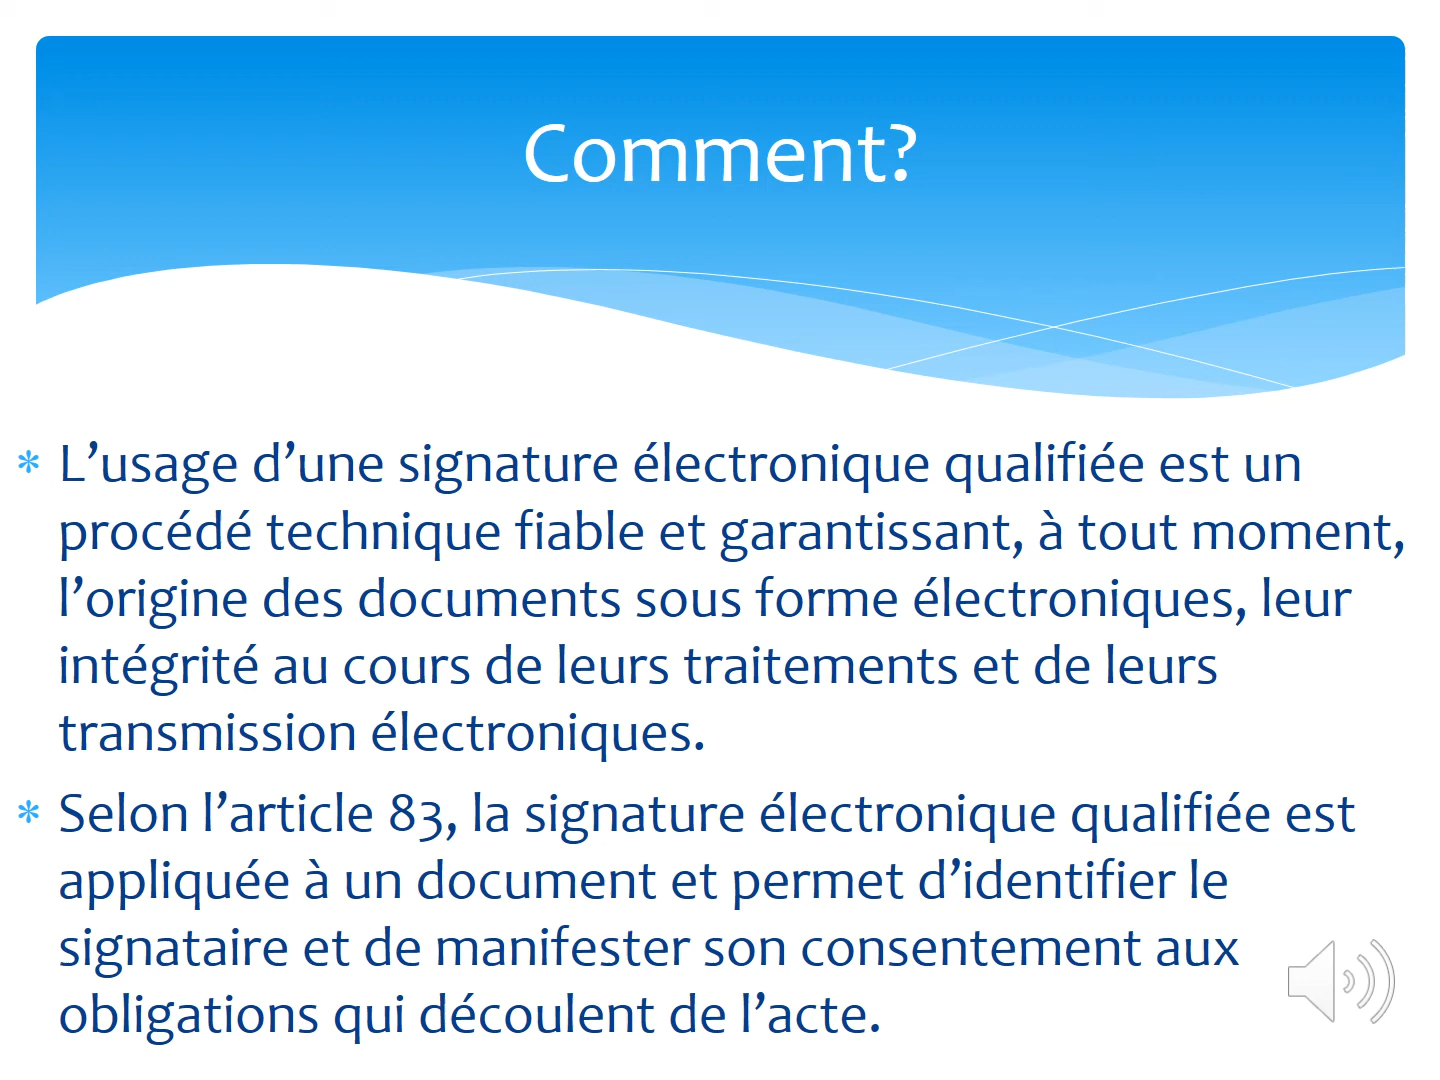 Comment?
* L’usage d’une signature électronique qualifiée est un
procédé technique fiable et garantissant, à tout moment,
l’origine des documents sous forme électroniques, leur
intégrité au cours de leurs traitements et de leurs
transmission électroniques.
* Selon l’article 83, la signature électronique qualifiée est
appliquée à un document et permet d’identifier le
signataire et de manifester son consentement aux
obligations qui découlent de l’acte.